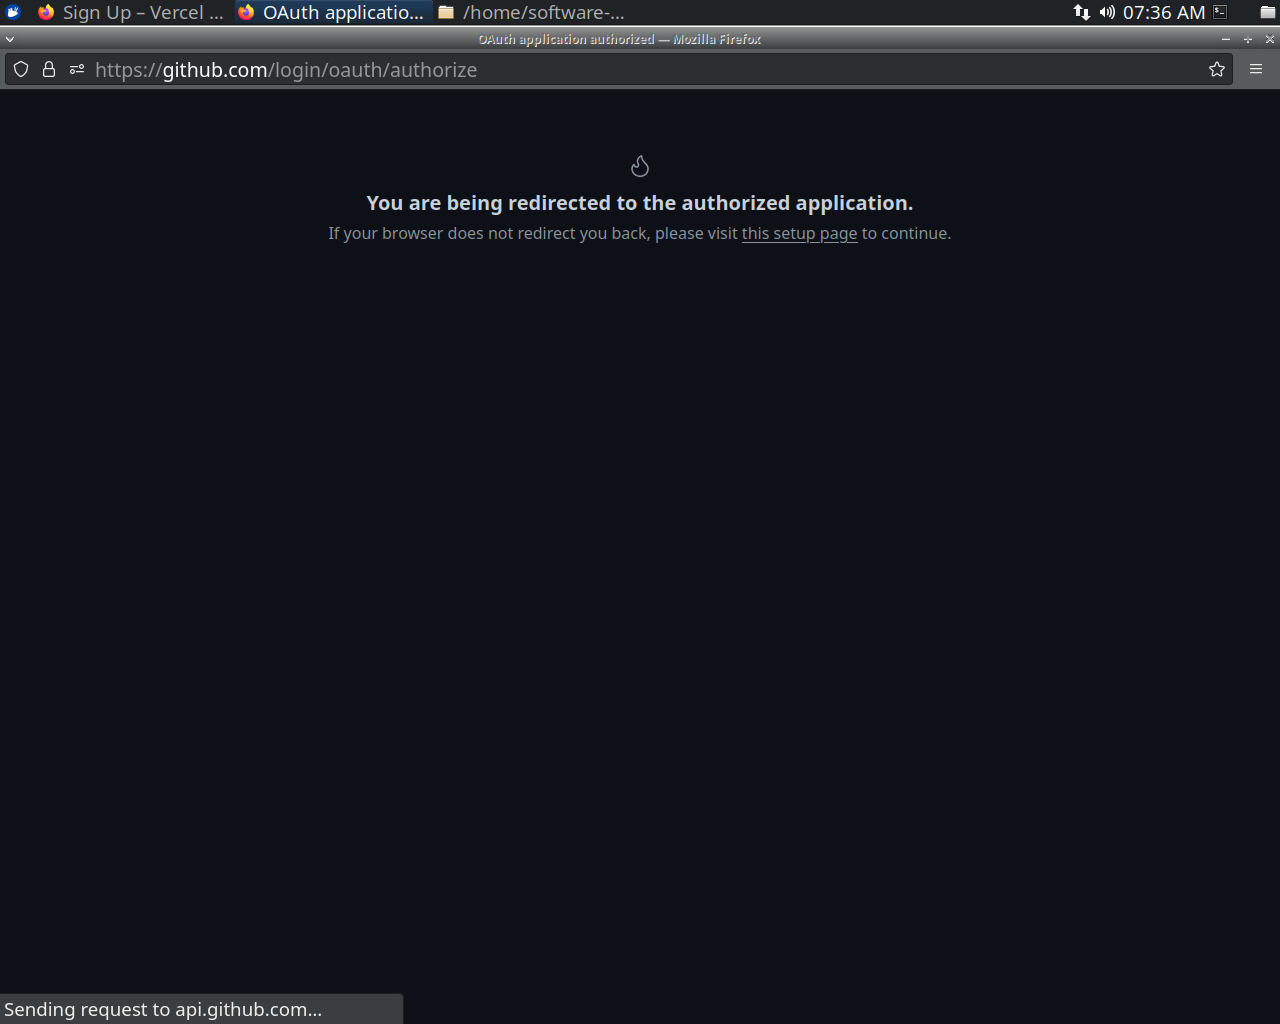 Sign Up – Vercel ...
OAuth applicatio...
/home/software-...
07:36 AM
OAuth application authorized — Mozilla Firefox
https://github.com/login/oauth/authorize
You are being redirected to the authorized application.
If your browser does not redirect you back, please visit this setup page to continue.
Sending request to api.github.com...